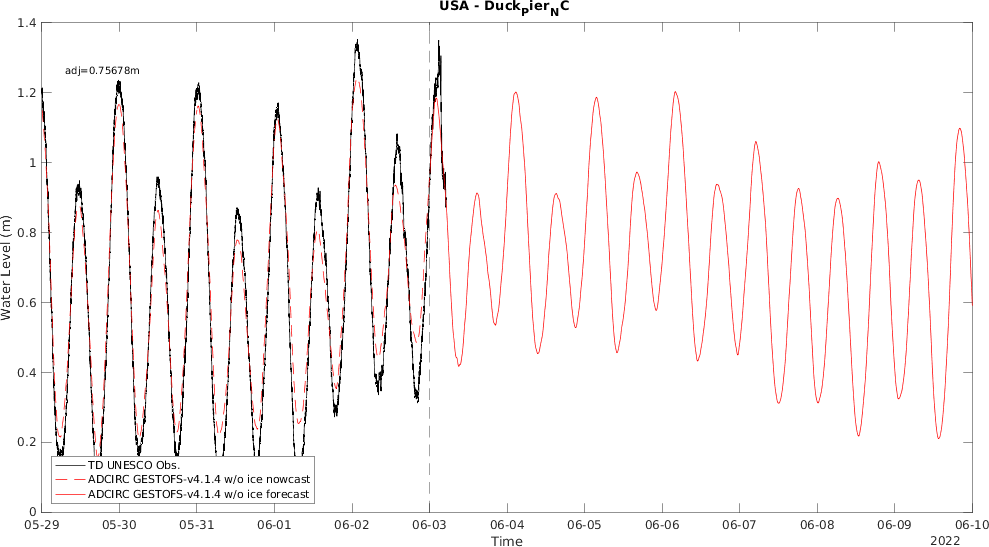 USA - DuckPierNC
1.4
1.2
1
0.8
0.6
0.4
0.2
0
Water Level (m)
adj=0.75678m
TD UNESCO Obs.
ADCIRC GESTOFS-v4.1.4 w/o ice nowcast
ADCIRC GESTOFS-v4.1.4 w/o ice forecast
05-29 05-30 05-31 06-01 06-02 06-03 06-04 06-05 06-06 06-07 06-08 06-09 06-10
Time
2022